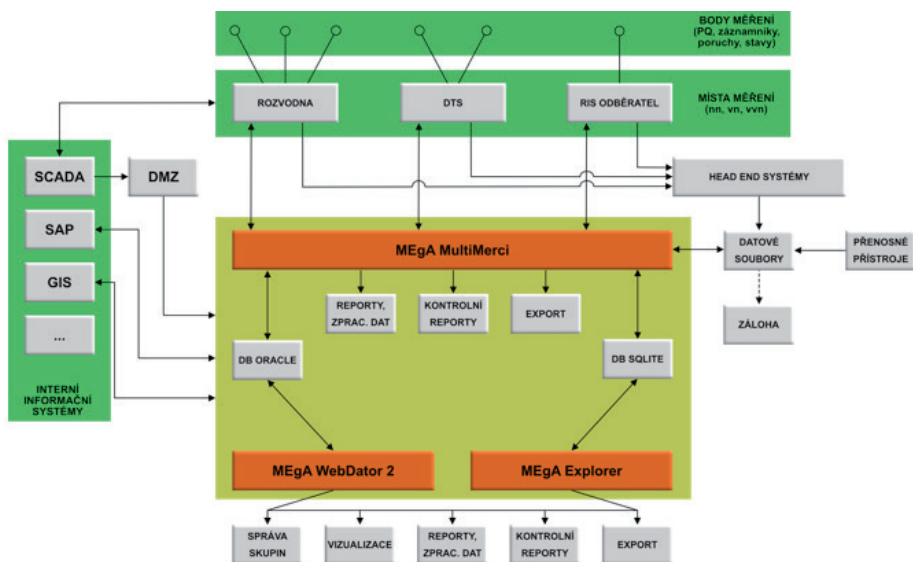 BODY MĚŘENÍ
(PQ, záznamníky,
poruchy, stavy)
ROZVODNA
DTS
RIS ODBĚRATEL
MÍSTA MĚŘENÍ
(nn, vn, vvn)
SCADA
DMZ
HEAD END SYSTÉMY
SAP
MEgA MultiMerci
DATOVÉ
SOUBORY
PŘENOSNÉ
PŘÍSTROJE
GIS
REPORTY,
ZPRAC. DAT
KONTROLNÍ
REPORTY
EXPORT
ZÁLOHA
...
DB ORACLE
DB SQLITE
INTERNÍ
INFORMAČNÍ
SYSTÉMY
MEgA WebDator 2
MEgA Explorer
SPRÁVA
SKUPIN
VIZUALIZACE
REPORTY,
ZPRAC. DAT
KONTROLNÍ
REPORTY
EXPORT